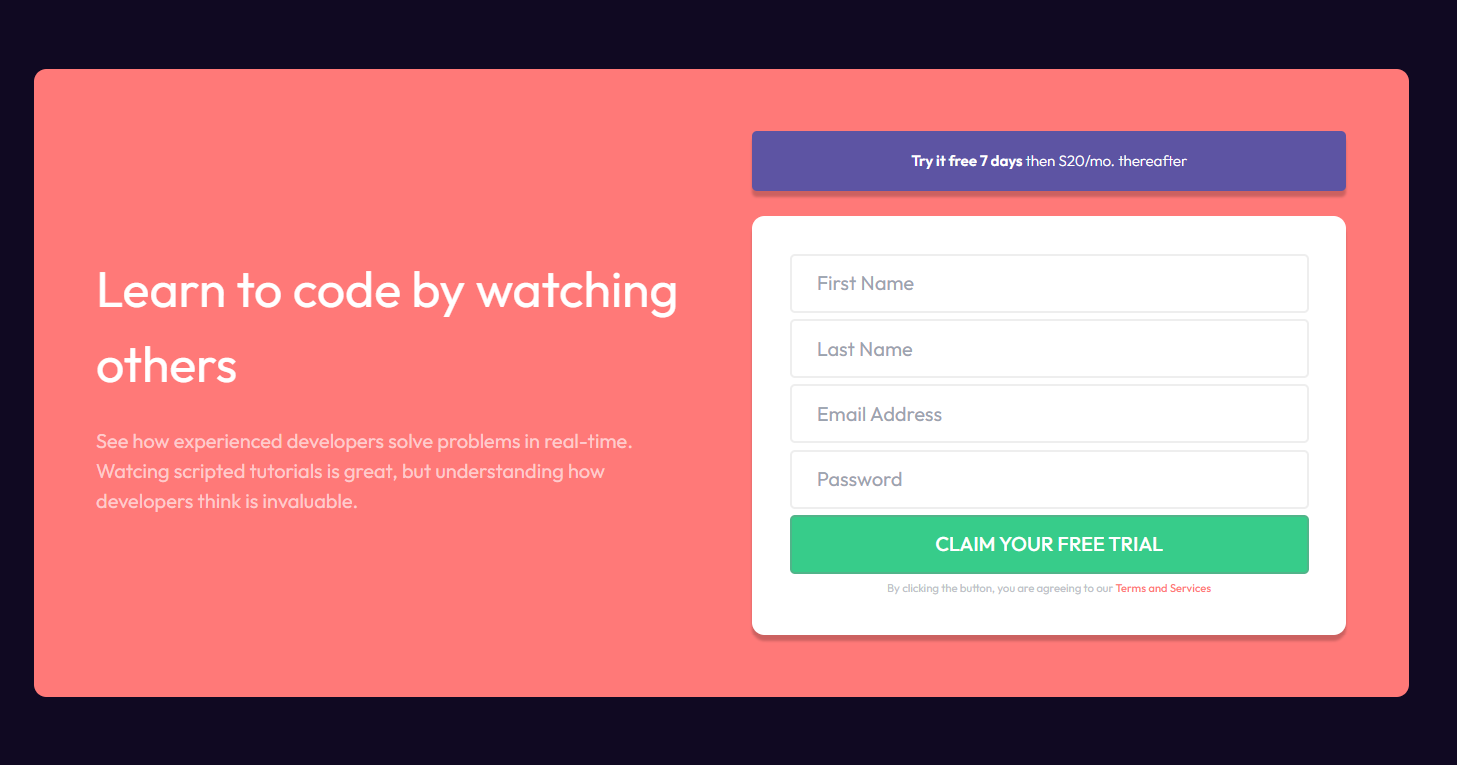 Learn to code by watching
others
See how experienced developers solve problems in real-time.
Watcing scripted tutorials is great, but understanding how
developers think is invaluable.
Try it free 7 days then S20/mo. thereafter
First Name
Last Name
Email Address
Password
CLAIM YOUR FREE TRIAL
By clicking the button, you are agreeing to our Terms and Services